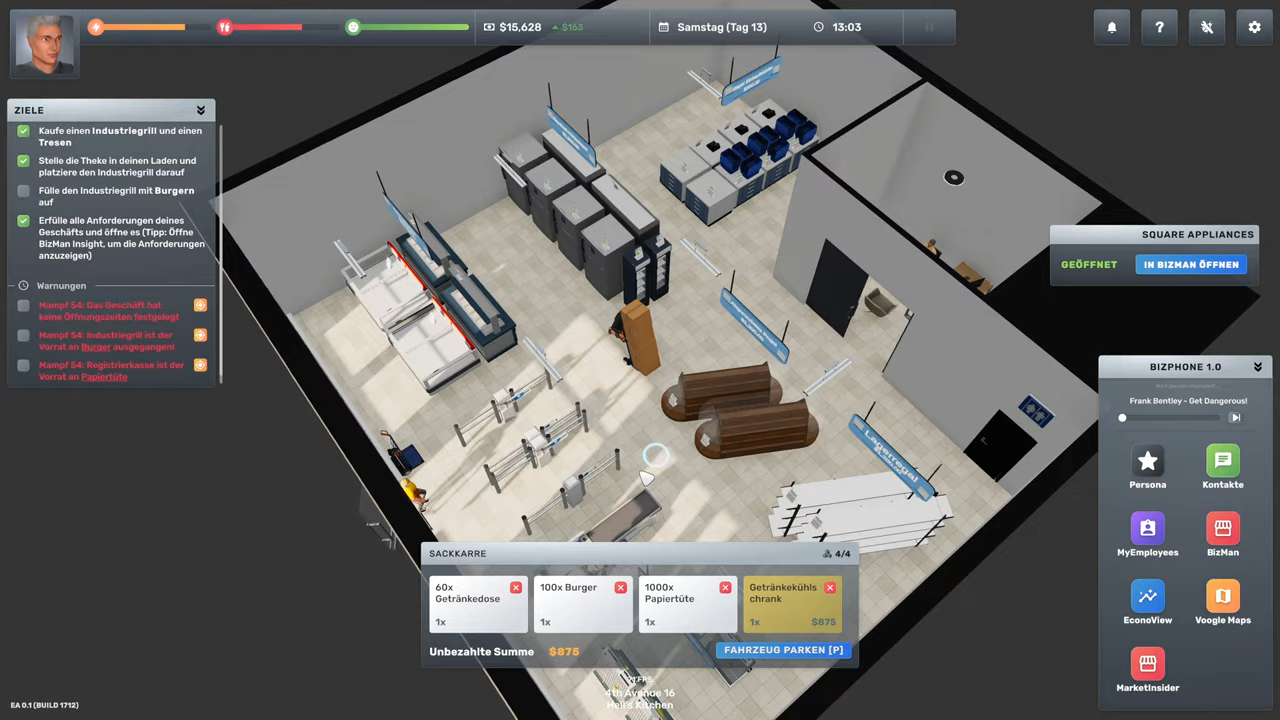 $15,628
$163
Samstag (Tag 13)
13:03
ZIELE
Kaufe einen Industriegrill und einen
Tresen
Stelle die Theke in deinen Laden und
platziere den Industriegrill darauf
Fülle den Industriegrill mit Burgern
auf
Erfülle alle Anforderungen deines
Geschäfts und öffne es (Tipp: Öffne
BizMan Insight, um die Anforderungen
anzuzeigen)
Warnungen
Mampf 54: Das Geschäft hat
keine Öffnungszeiten festgelegt
Mampf 54: Industriegrill ist der
Vorrat an Burger ausgegangen!
Mampf 54: Registrierkasse ist der
Vorrat an Papiertüte
SQUARE APPLIANCES
GEÖFFNET
IN BIZMAN ÖFFNEN
BIZPHONE 1.0
Frank Bentley - Get Dangerous!
Persona
Kontakte
MyEmployees
BizMan
EconoView
Voogle Maps
MarketInsider
Lagerregal
SACKKARRE
4/4
60x
Getränkedose
1x
100x Burger
1x
1000x
Papiertüte
1x
Getränkekühls
chrank
1x
$875
Unbezahlte Summe
$875
FAHRZEUG PARKEN [P]
4th Avenue 16
Hell's Kitchen
EA 0.1 (BUILD 1712)